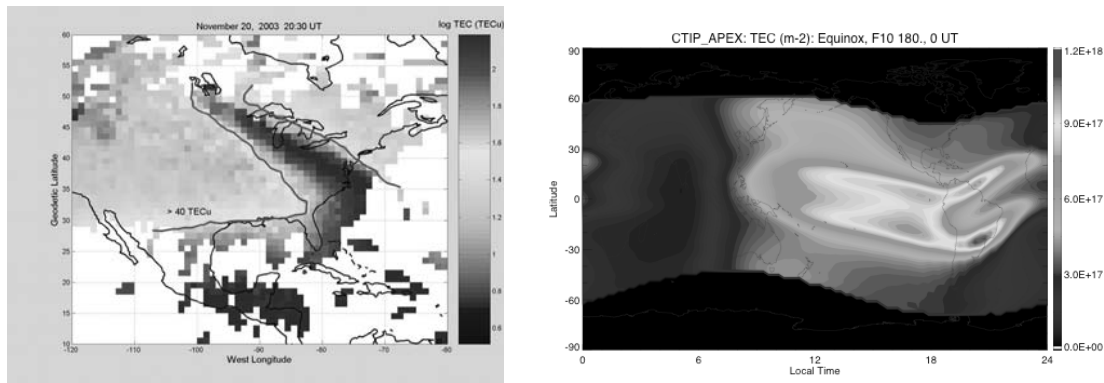 November 20, 2003 20:30 UT
log TEC (TECu)
60
55
50
45
40
35
30
25
20
15
10
Geodetic Latitude
> 40 TECu
-120
-110
-100
-90
-80
-70
-60
West Longitude
2
1.8
1.6
1.4
1.2
1
0.8
0.6
CTIP_APEX: TEC (m-2): Equinox, F10 180., 0 UT
90
60
30
0
-30
-60
-90
Latitude
0
6
12
18
24
Local Time
1.2E+18
9.0E+17
6.0E+17
3.0E+17
0.0E+00